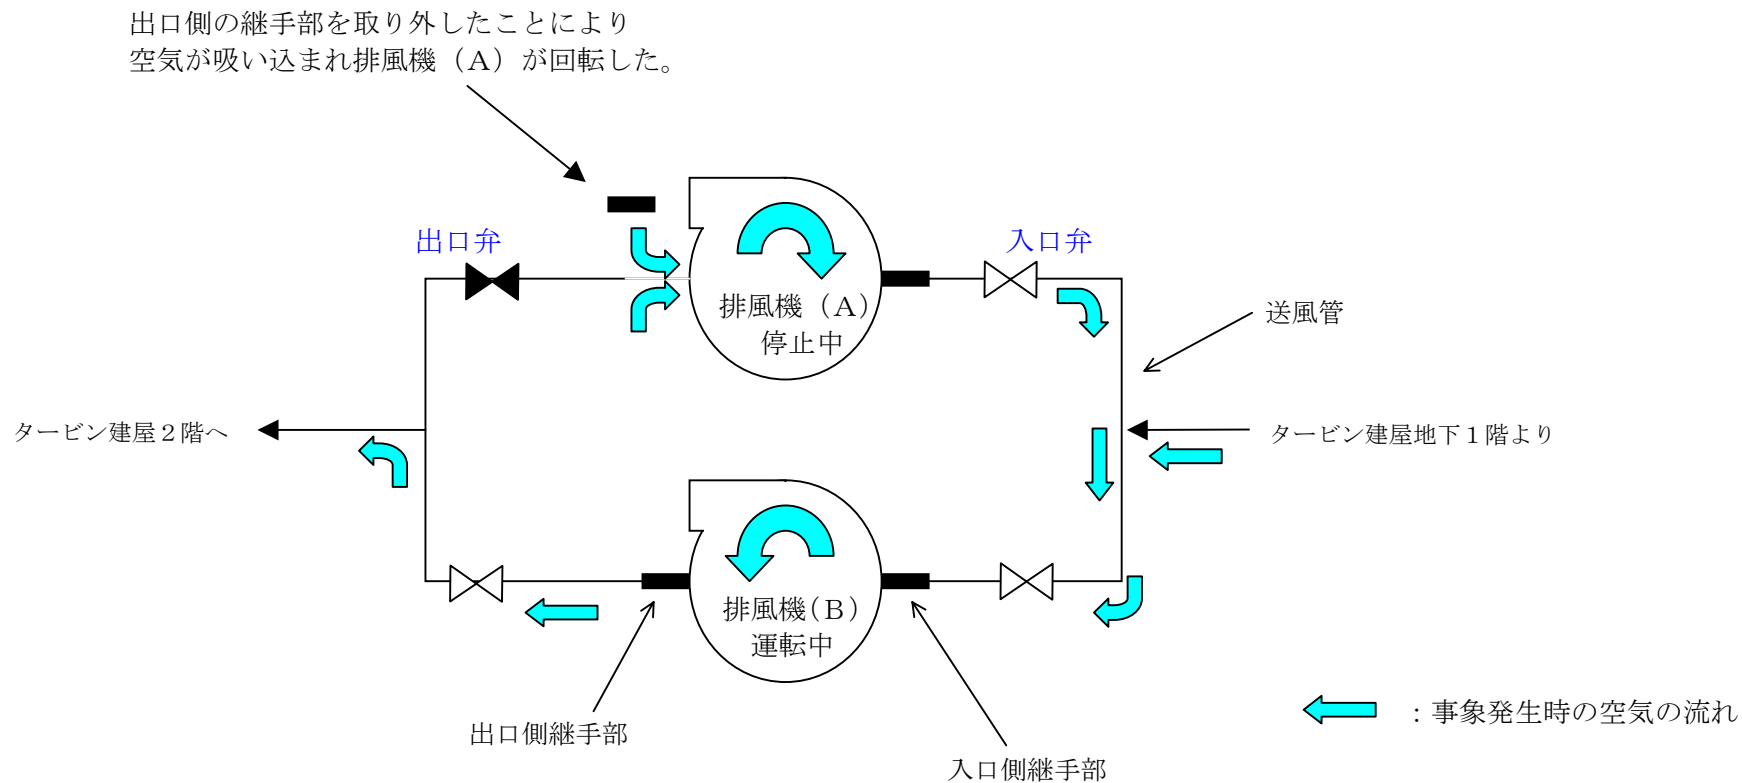 出口側の継手部を取り外したことにより
空気が吸い込まれ排風機（A）が回転した。
出口弁
入口弁
排風機（A）
停止中
送風管
タービン建屋２階へ
タービン建屋地下１階より
排風機（B）
運転中
出口側継手部
入口側継手部
：事象発生時の空気の流れ